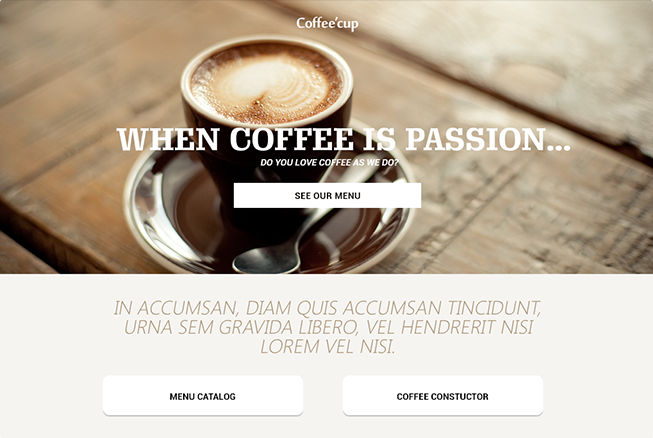 Coffee'cup
WHEN COFFEE IS PASSION...
DO YOU LOVE COFFEE AS WE DO?
SEE OUR MENU
IN ACCUMSAN, DIAM QUIS ACCUMSAN TINCIDUNT,
URNA SEM GRAVIDA LIBERO, VEL HENDRERIT NISI
LOREM VEL NISI.
MENU CATALOG
COFFEE CONSTUCTOR